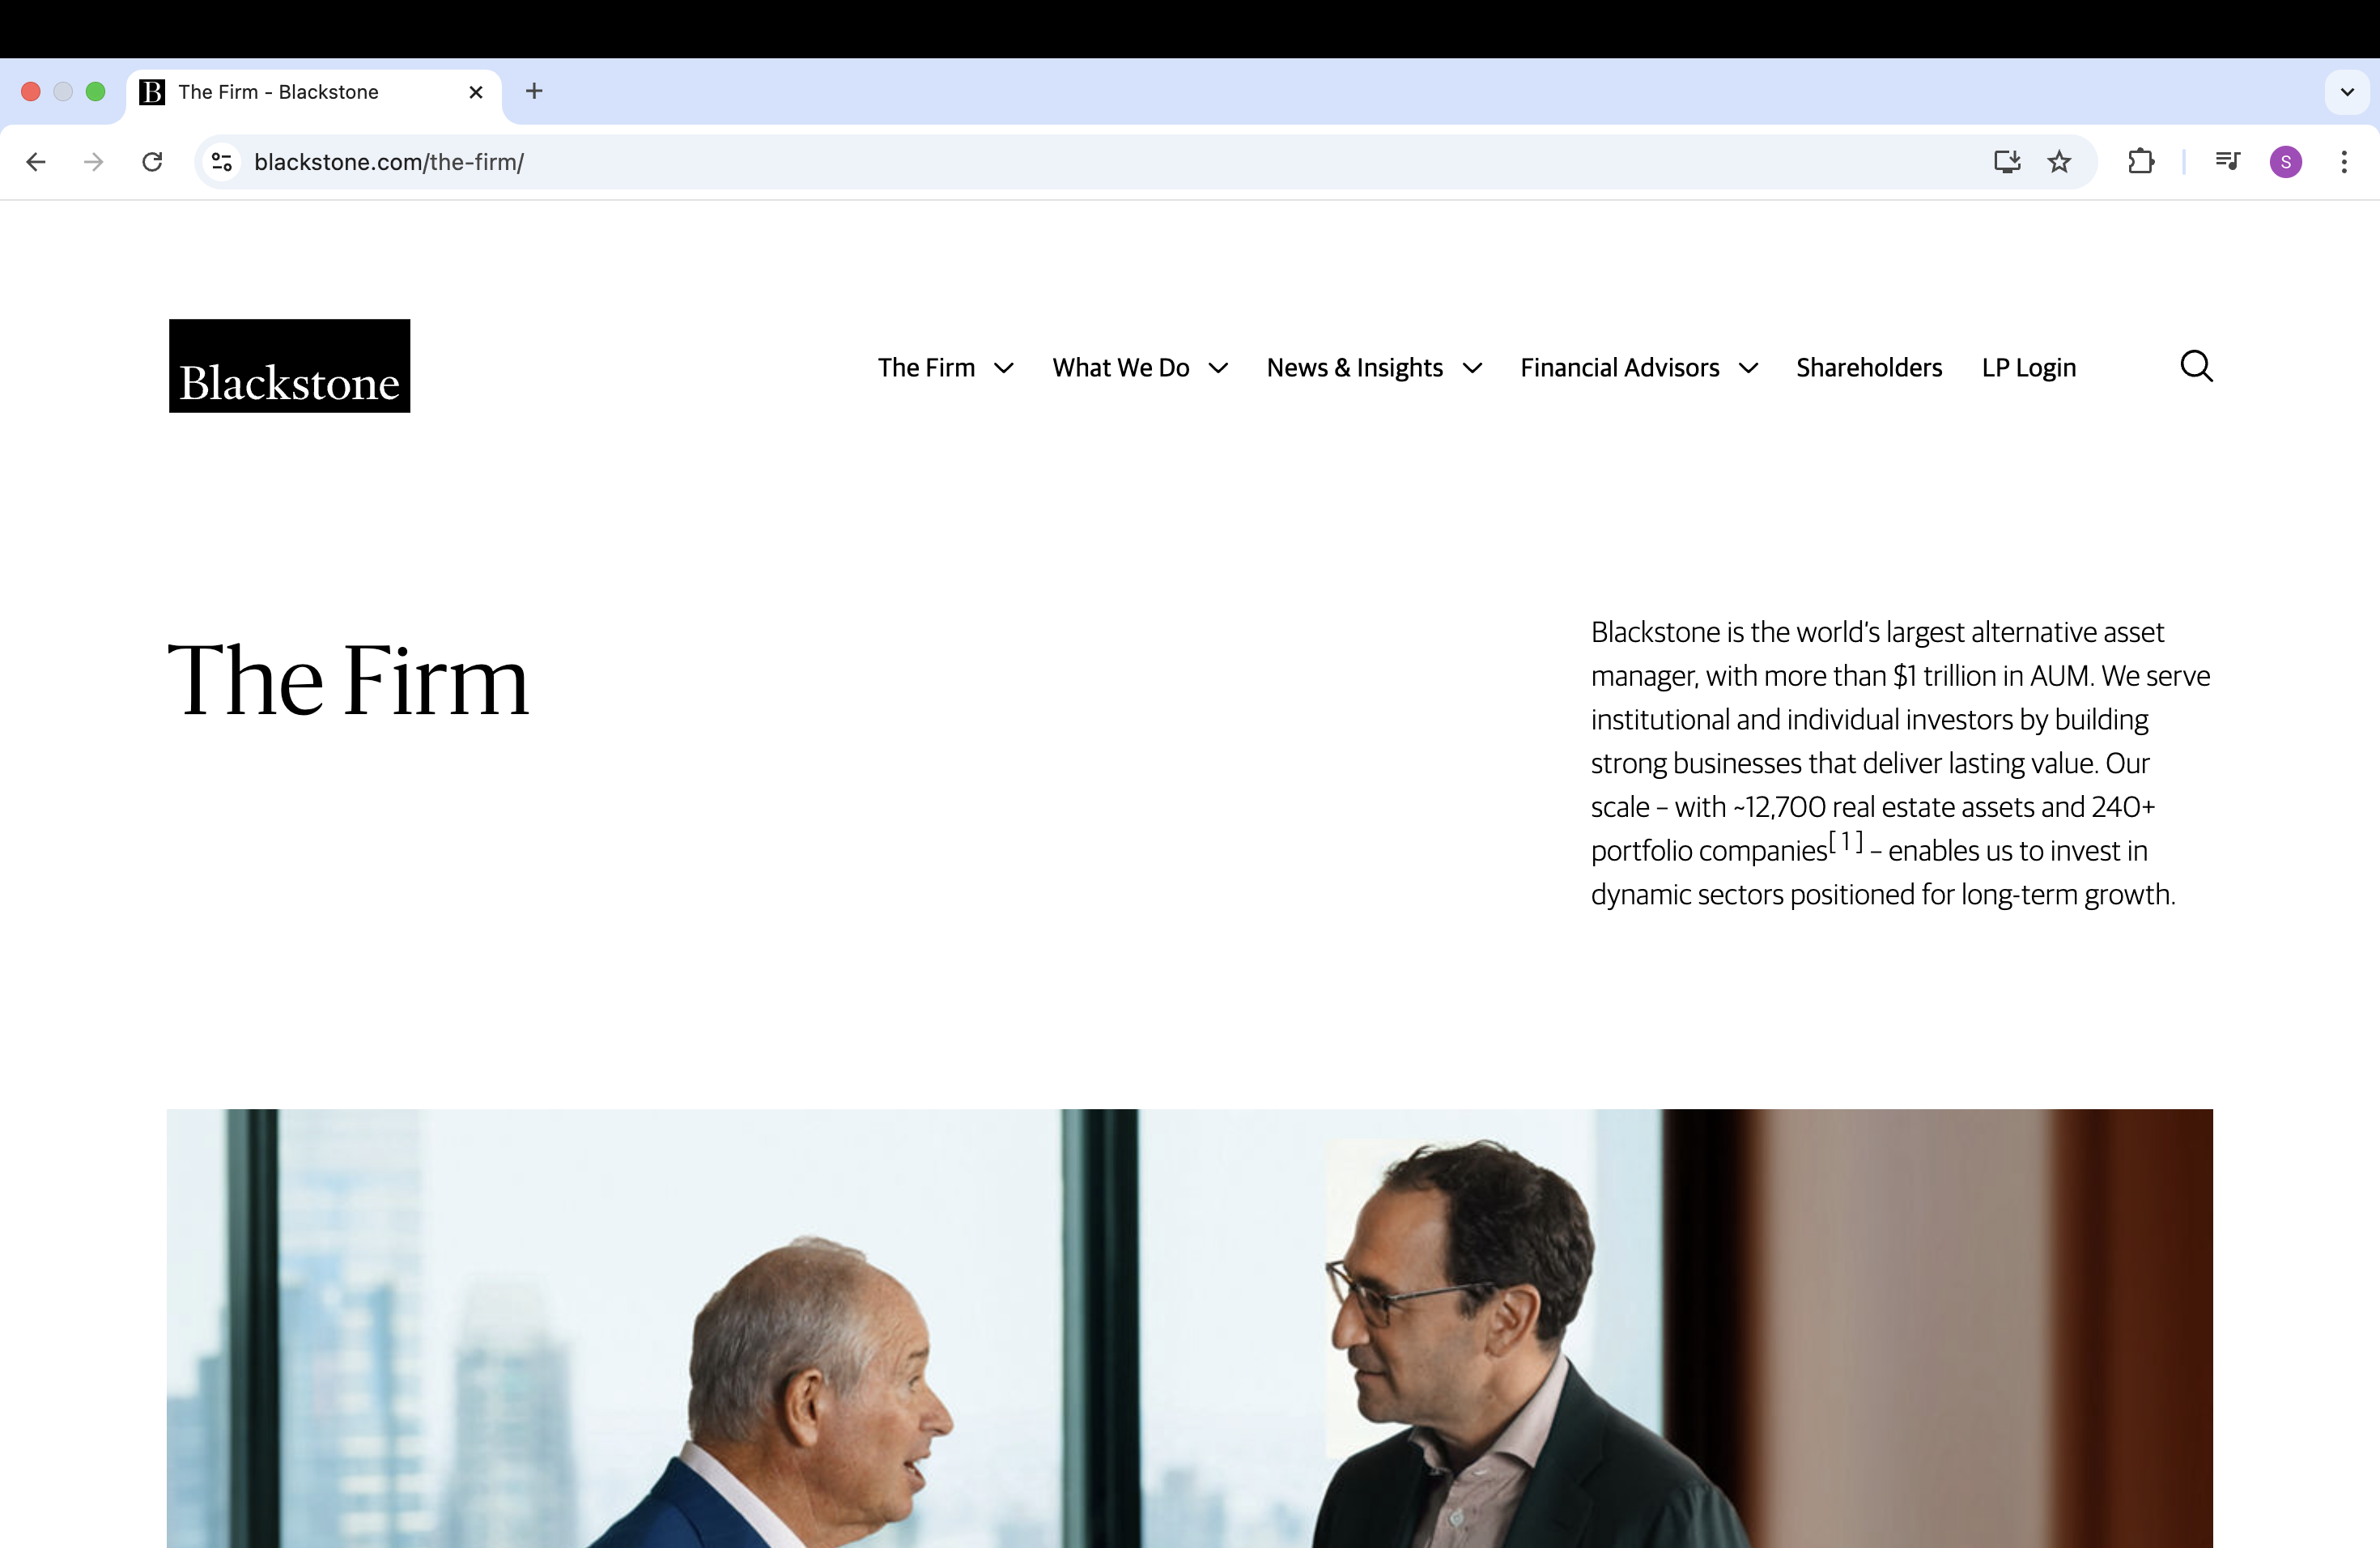 The Firm - Blackstone
blackstone.com/the-firm/
S
Blackstone
The Firm
What We Do
News & Insights
Financial Advisors
Shareholders
LP Login
The Firm
Blackstone is the world’s largest alternative asset
manager, with more than $1 trillion in AUM. We serve
institutional and individual investors by building
strong businesses that deliver lasting value. Our
scale – with ~12,700 real estate assets and 240+
portfolio companies[1] – enables us to invest in
dynamic sectors positioned for long-term growth.